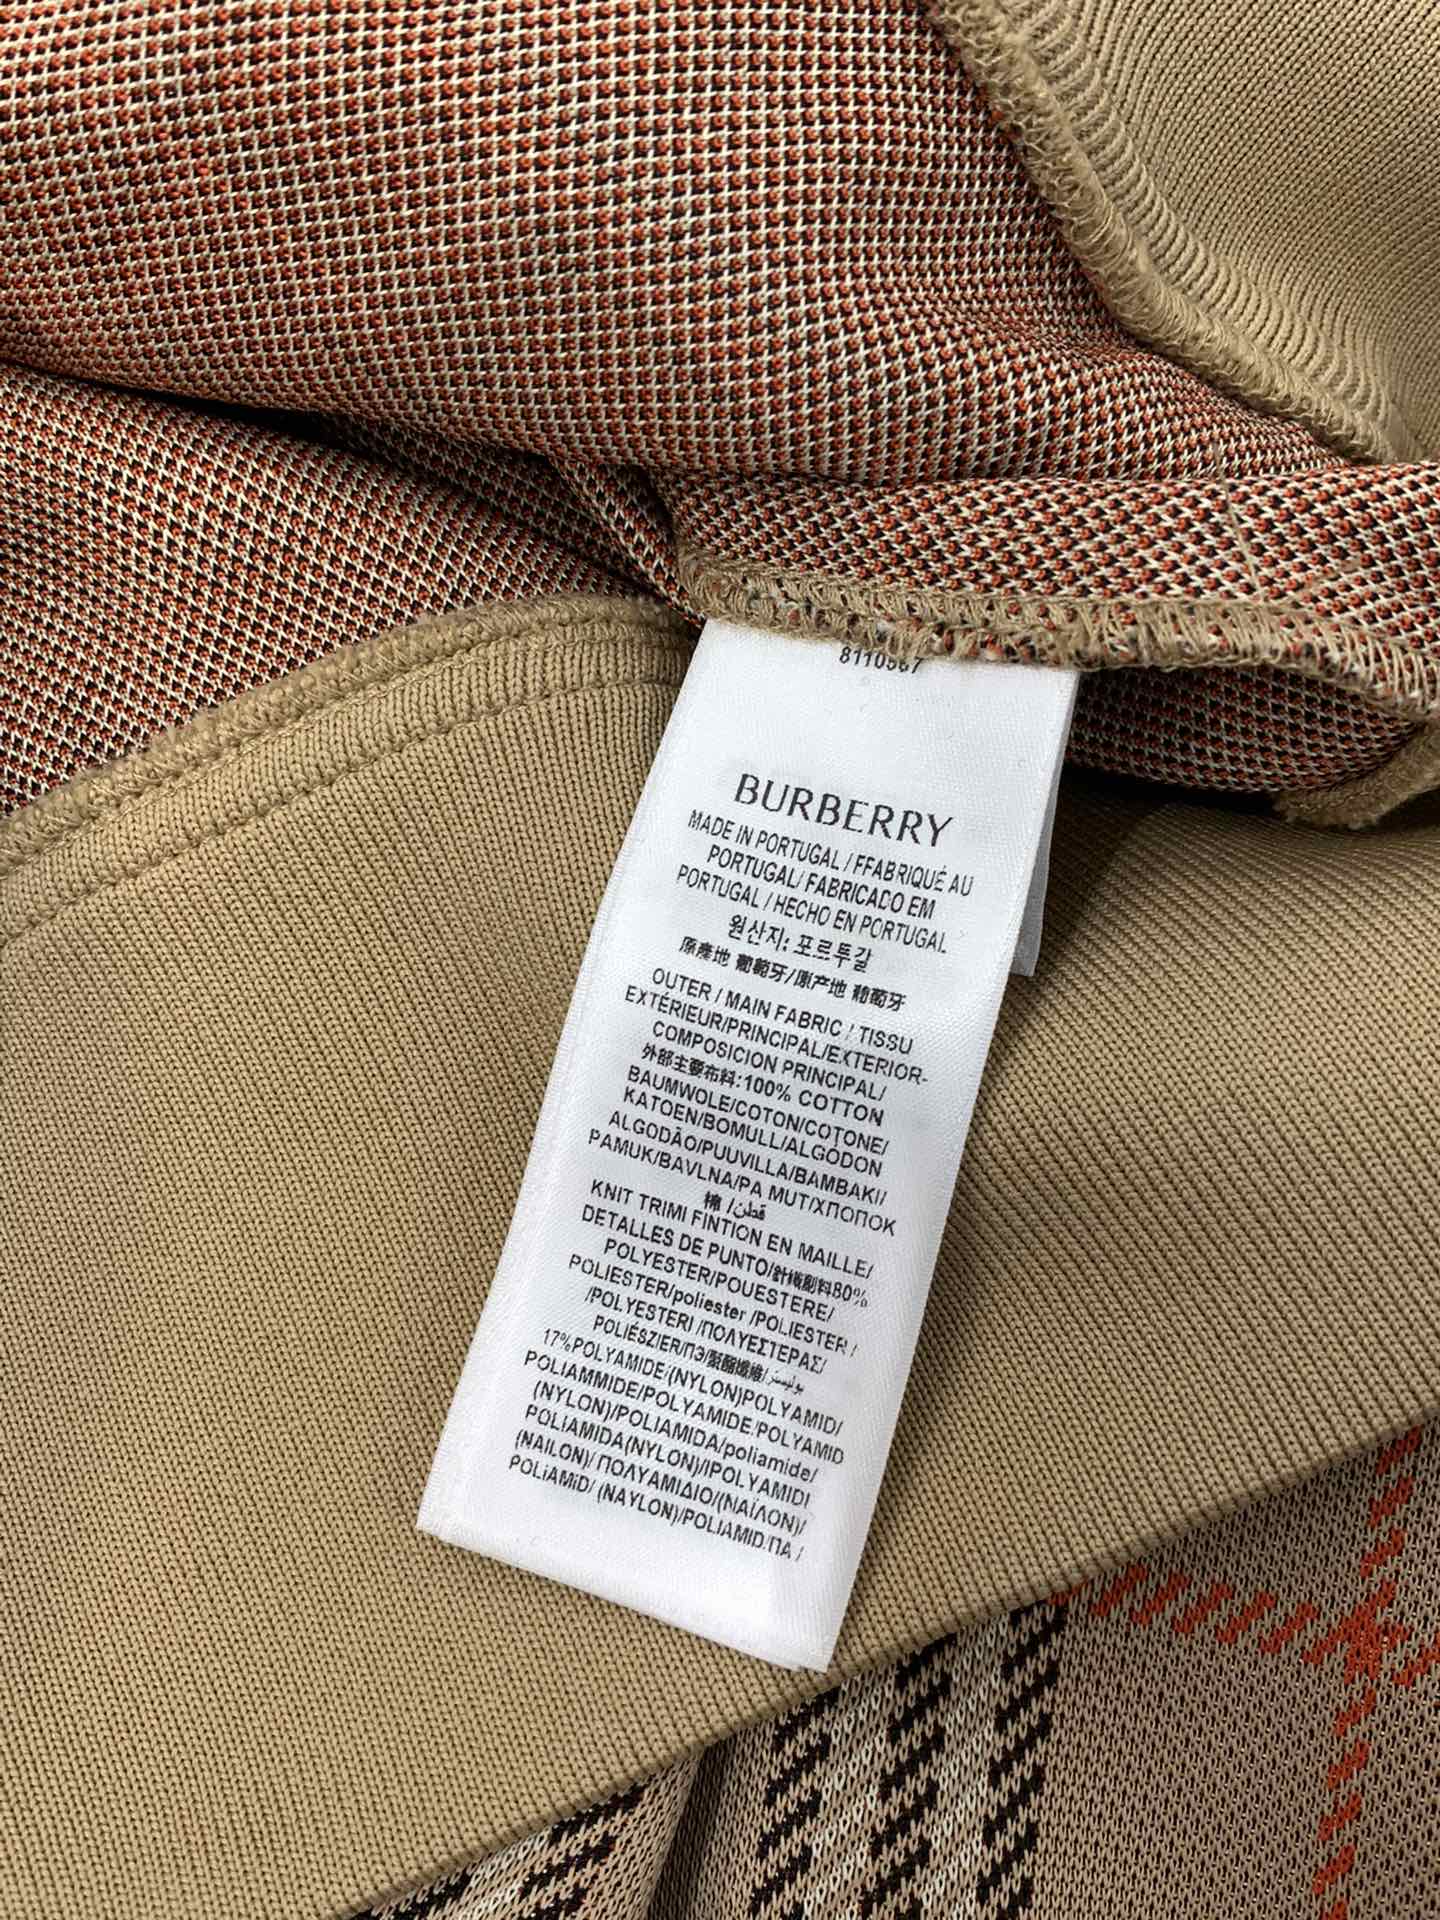 8110567
BURBERRY
MADE IN PORTUGAL / FFABRIQUÉ AU
PORTUGAL/ FABRICADO EM
PORTUGAL / HECHO EN PORTUGAL
원산지: 포르투갈
原產地 葡萄牙/原产地 葡萄牙
OUTER / MAIN FABRIC / TISSU
EXTÉRIEUR/PRINCIPAL/EXTERIOR-
COMPOSICION PRINCIPAL/
外部主要布料:100% COTTON
BAUMWOLE/COTON/COTONE/
KATOEN/BOMULL/ALGODON
ALGODÃO/PUUVILLA/BAMBAKI/
PAMUK/BAVLNA/PA MUT/ХПОПОК
棉 /قطن
KNIT TRIMI FINTION EN MAILLE/
DETALLES DE PUNTO/針織副料80%
POLYESTER/POUESTERE/
POLIESTER/poliester /POLIESTER /
/POLYESTERI /ΠΟΛΥΕΣΤΕΡΑΣ/
POLIÉSZIER/ПЭ/聚酯纖維/بوليستر
17%POLYAMIDE/(NYLON)POLYAMID/
POLIAMMIDE/POLYAMIDE/POLYAMID
(NYLON)/POLIAMIDA/poliamide/
POLIAMIDA(NYLON)/IPOLYAMIDI
(NAILON)/ ΠΟΛΥΑΜΙΔΙΟ/(ΝΑΪΛΟΝ)/
POLiAMiD/ (NAYLON)/POLIAMID/ПА /